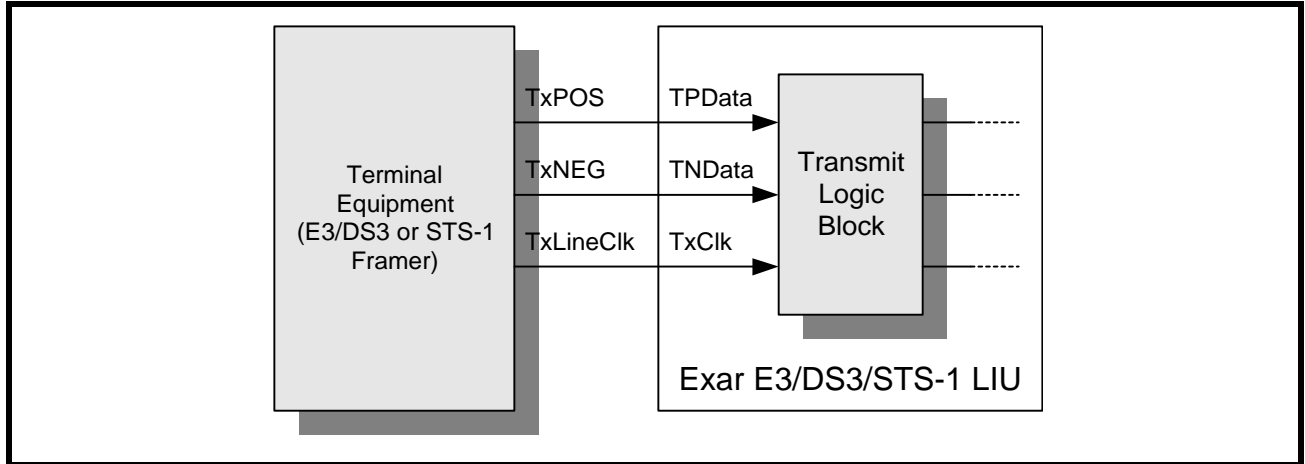 TxPOS
TPData
TxNEG
TNData
TxLineClk
TxClk
Terminal
Equipment
(E3/DS3 or STS-1
Framer)
Transmit
Logic
Block
Exar E3/DS3/STS-1 LIU